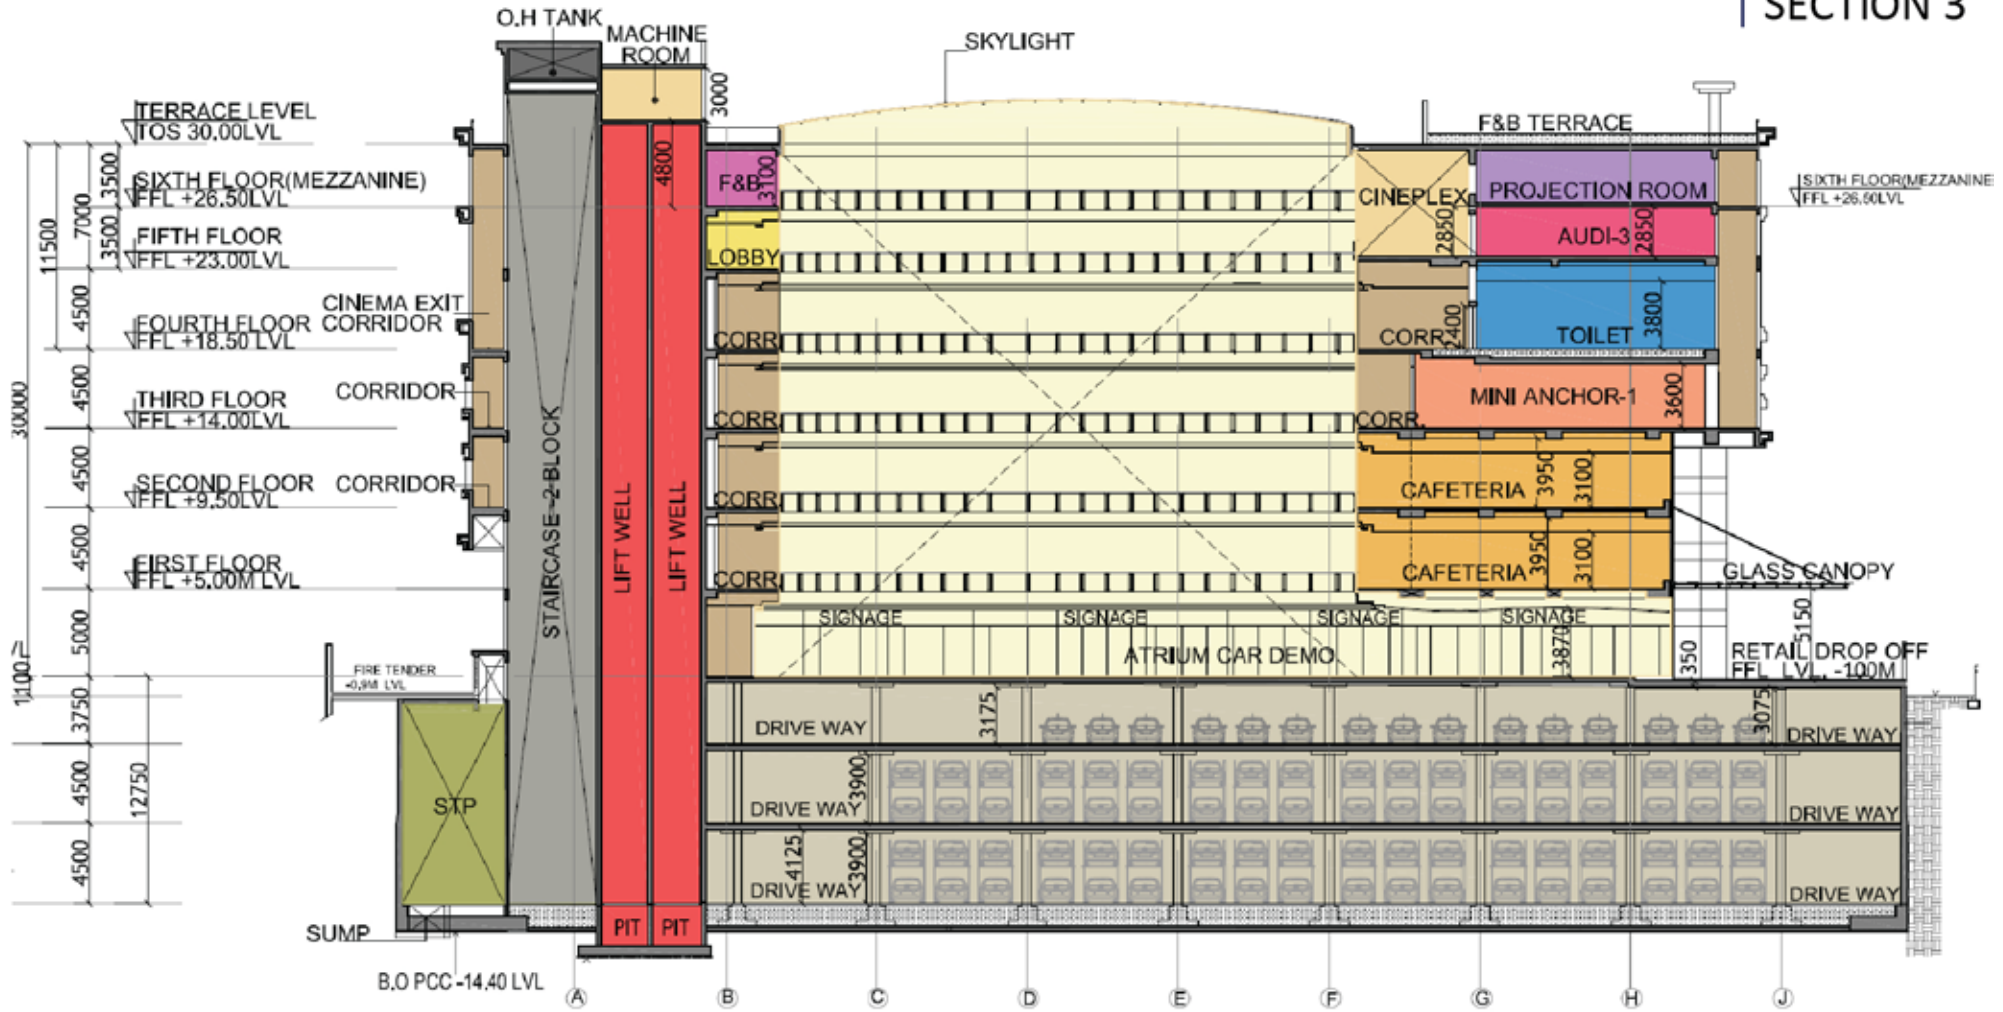 SECTION 3
O.H TANK
MACHINE
ROOM
SKYLIGHT
3000
TERRACE LEVEL
TOS 30.00LVL
F&B TERRACE
3500
4800
F&B
3100
SIXTH FLOOR(MEZZANINE)
FFL +26.50LVL
CINEPLEX
PROJECTION ROOM
SIXTH FLOOR(MEZZANINE
FFL +26.50LVL
11500
7000
3500
FIFTH FLOOR
FFL +23.00LVL
LOBBY
2850
AUDI-3
2850
4500
CINEMA EXIT
CORRIDOR
FOURTH FLOOR
FFL +18.50 LVL
CORR.
CORR.
2400
TOILET
3800
30000
4500
CORRIDOR
THIRD FLOOR
FFL +14.00LVL
CORR.
CORR.
MINI ANCHOR-1
3600
4500
SECOND FLOOR
FFL +9.50LVL
CORRIDOR
STAIRCASE-2 BLOCK
LIFT WELL
LIFT WELL
CORR.
CAFETERIA
3950
3100
4500
FIRST FLOOR
FFL +5.00M LVL
CORR.
CAFETERIA
3950
3100
GLASS CANOPY
SIGNAGE
SIGNAGE
SIGNAGE
SIGNAGE
5150
5000
1100
FIRE TENDER
+0.9M LVL
ATRIUM CAR DEMO
3870
350
RETAIL DROP OFF
FFL LVL. -100M
3750
DRIVE WAY
3175
3075
DRIVE WAY
4500
12750
STP
DRIVE WAY
3900
DRIVE WAY
4500
4125
3900
DRIVE WAY
DRIVE WAY
SUMP
PIT
PIT
B.O PCC -14.40 LVL
A
B
C
D
E
F
G
H
J